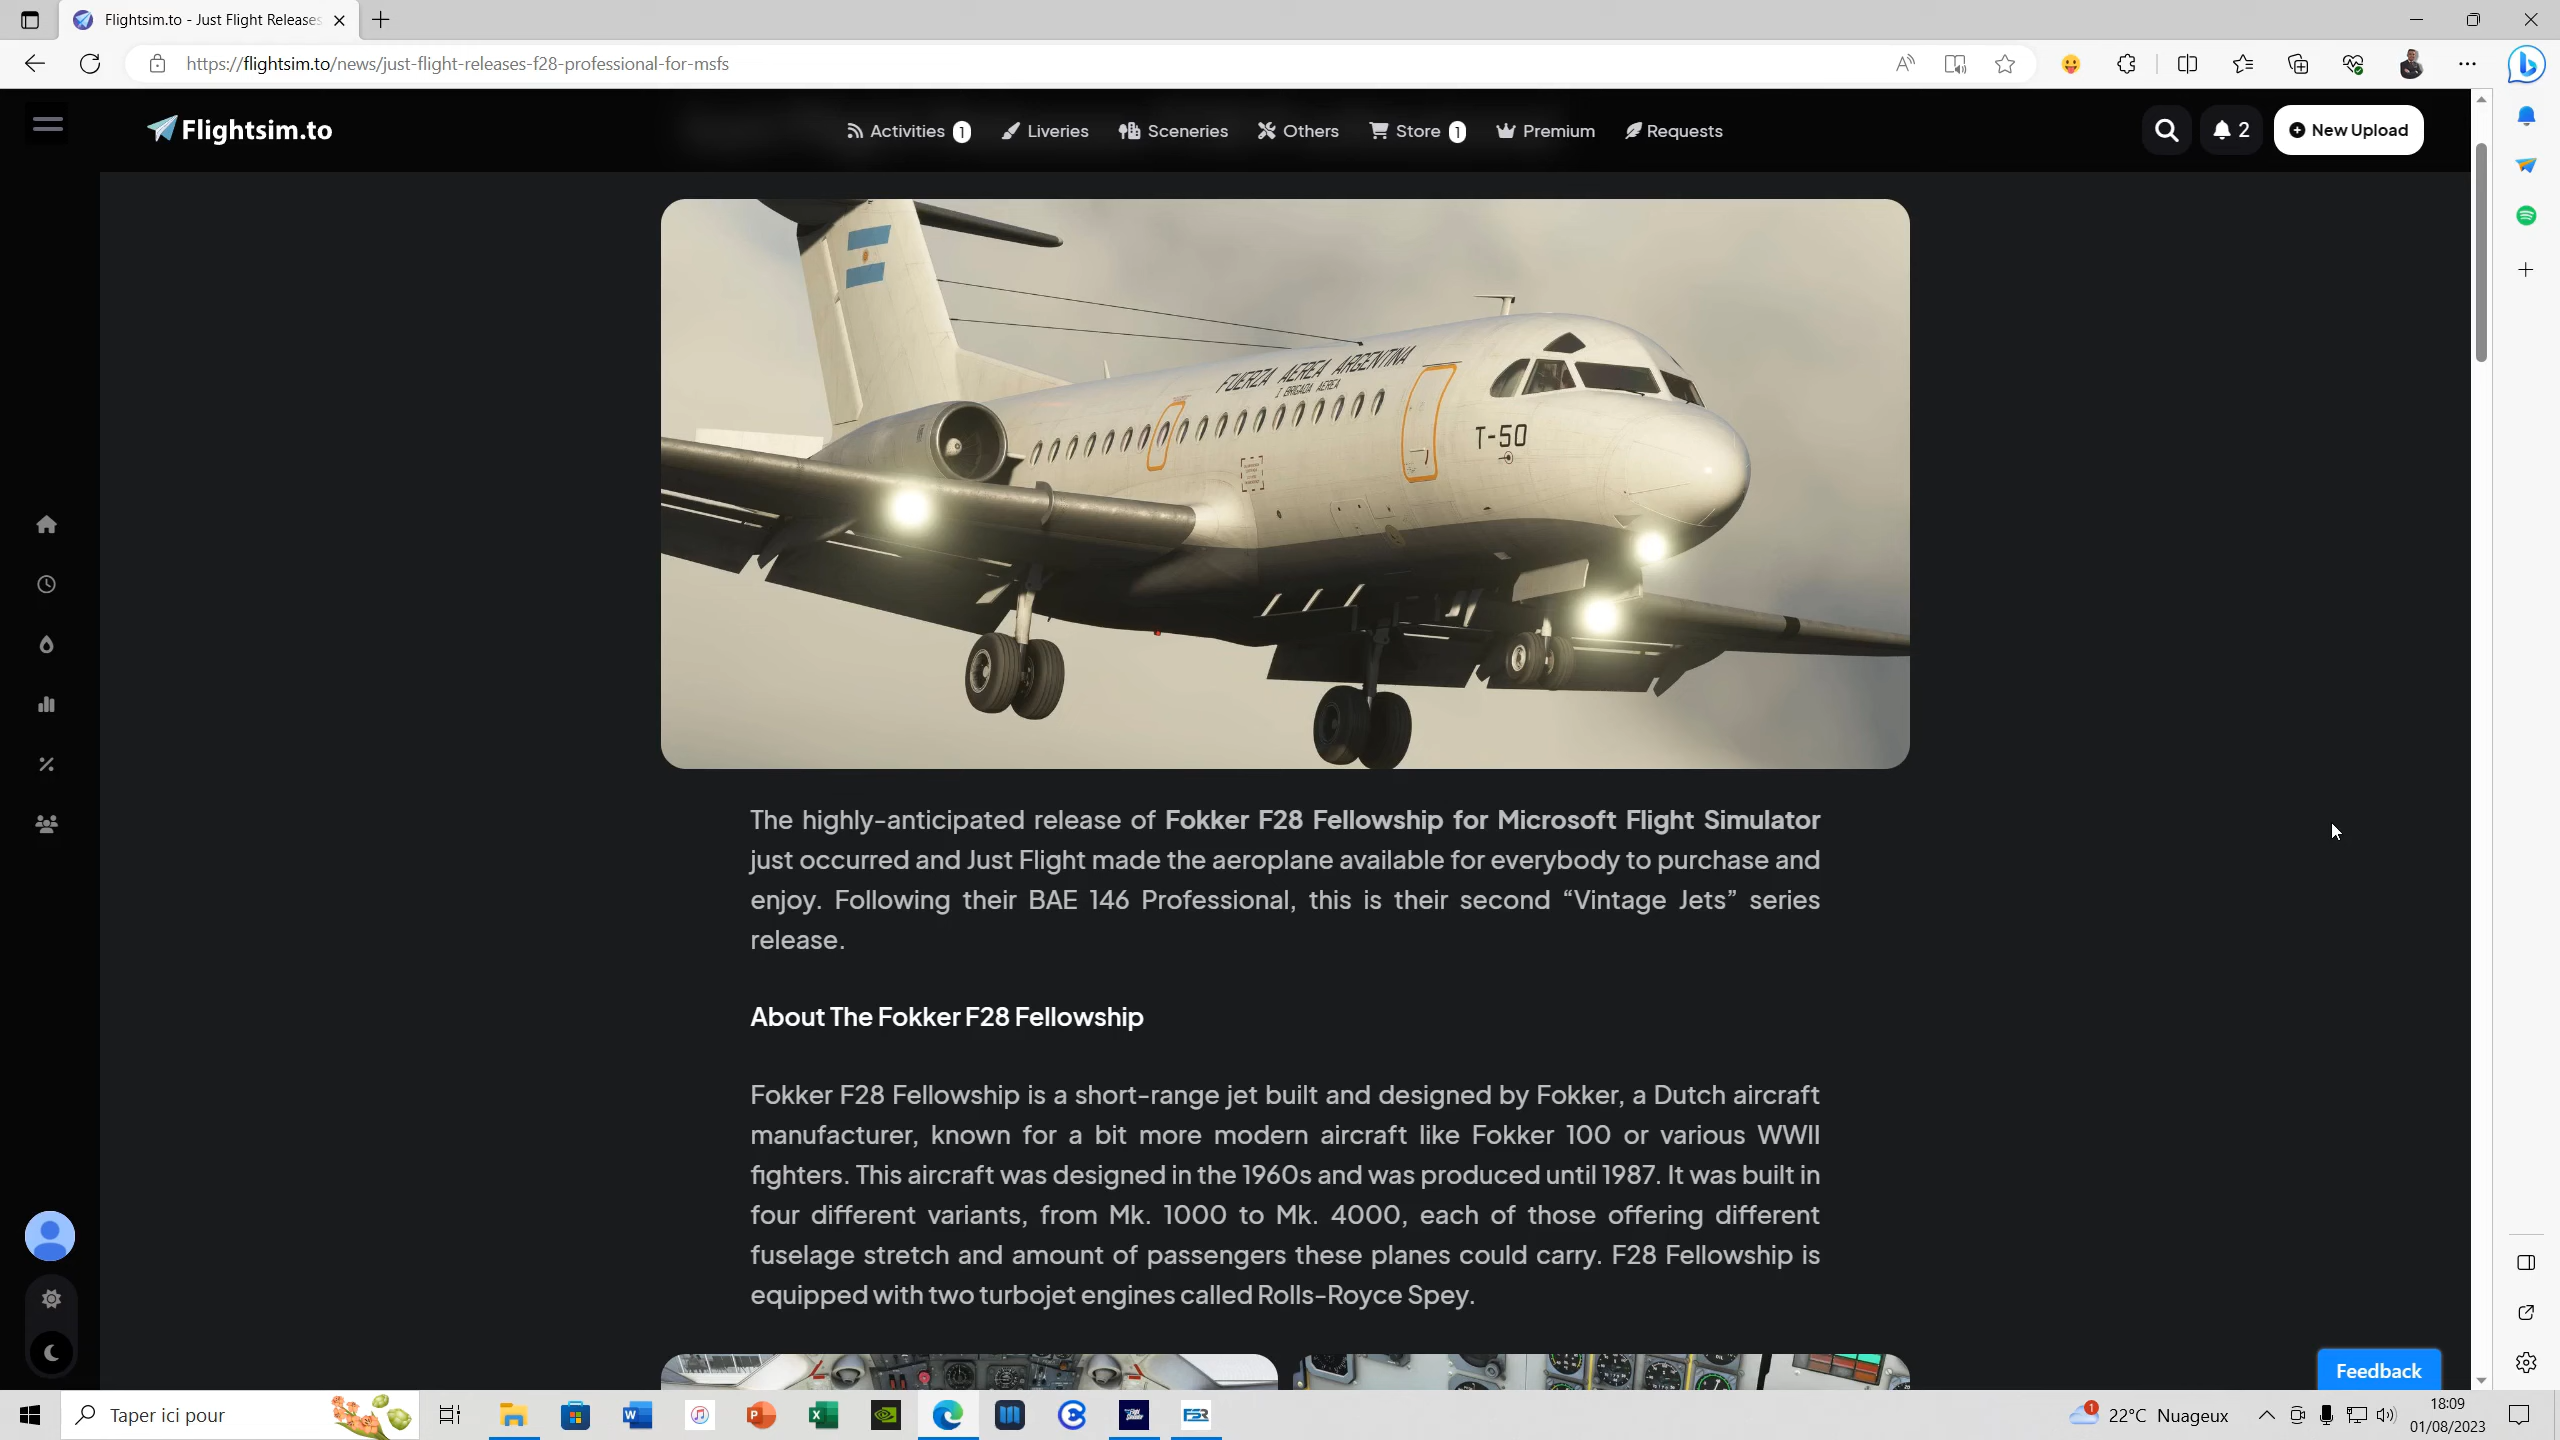 Flightsim.to - Just Flight Releases
https://flightsim.to/news/just-flight-releases-f28-professional-for-msfs
Flightsim.to
Activities 1 Liveries Sceneries Others Store 1 Premium Requests
2
New Upload
FUERZA AEREA ARGENTINA
I BRIGADA AEREA
T-50
The highly-anticipated release of Fokker F28 Fellowship for Microsoft Flight Simulator
just occurred and Just Flight made the aeroplane available for everybody to purchase and
enjoy. Following their BAE 146 Professional, this is their second “Vintage Jets” series
release.
About The Fokker F28 Fellowship
Fokker F28 Fellowship is a short-range jet built and designed by Fokker, a Dutch aircraft
manufacturer, known for a bit more modern aircraft like Fokker 100 or various WWII
fighters. This aircraft was designed in the 1960s and was produced until 1987. It was built in
four different variants, from Mk. 1000 to Mk. 4000, each of those offering different
fuselage stretch and amount of passengers these planes could carry. F28 Fellowship is
equipped with two turbojet engines called Rolls-Royce Spey.
Feedback
Taper ici pour
FSR
1
22°C Nuageux
18:09
01/08/2023